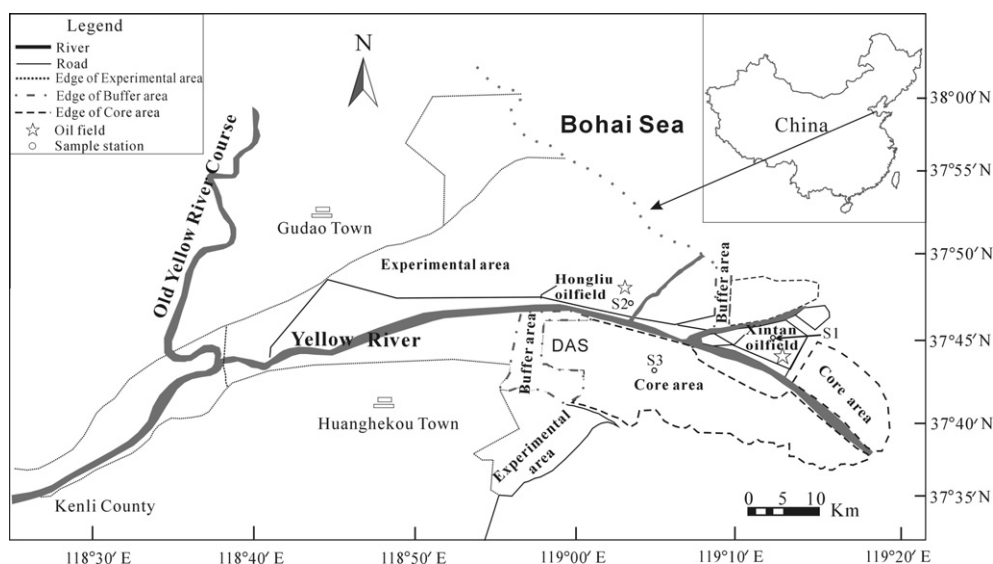 Legend
River
Road
Edge of Experimental area
Edge of Buffer area
Edge of Core area
Oil field
Sample station
N
Bohai Sea
China
Old Yellow River Course
Gudao Town
Experimental area
Hongliu
oilfield
S2
Buffer area
Xintan
oilfield
S1
Yellow River
Buffer area
DAS
S3
Core area
Core area
Huanghekou Town
Experimental
area
Kenli County
0 5 10
Km
38°00′ N
37°55′ N
37°50′ N
37°45′ N
37°40′ N
37°35′ N
118°30′ E
118°40′ E
118°50′ E
119°00′ E
119°10′ E
119°20′ E